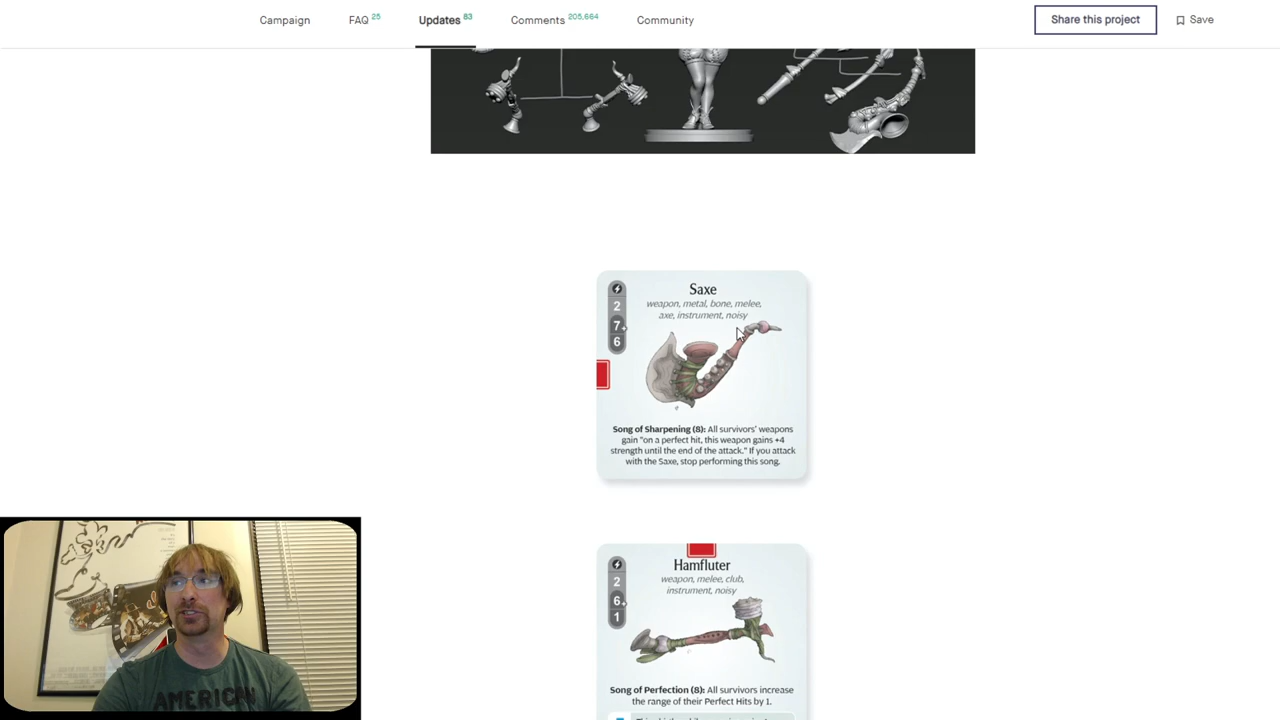 Campaign
FAQ 25
Updates 83
Comments 205,664
Community
Share this project
Save
Saxe
weapon, metal, bone, melee,
axe, instrument, noisy
2
7+
6
Song of Sharpening (8): All survivors' weapons
gain "on a perfect hit, this weapon gains +4
strength until the end of the attack." If you attack
with the Saxe, stop performing this song.
Hamfluter
weapon, melee, club,
instrument, noisy
2
6+
1
Song of Perfection (8): All survivors increase
the range of their Perfect Hits by 1.
AMERICAN